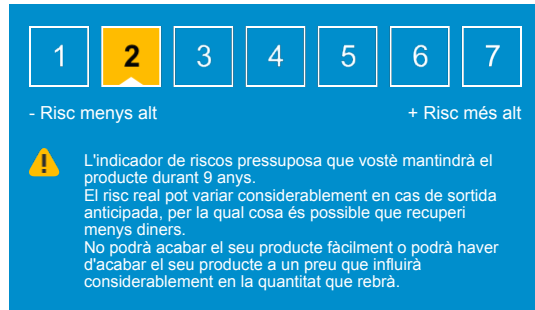 1 2 3 4 5 6 7
- Risc menys alt + Risc més alt
L'indicador de riscos pressuposa que vostè mantindrà el
producte durant 9 anys.
El risc real pot variar considerablement en cas de sortida
anticipada, per la qual cosa és possible que recuperi
menys diners.
No podrà acabar el seu producte fàcilment o podrà haver
d'acabar el seu producte a un preu que influirà
considerablement en la quantitat que rebrà.